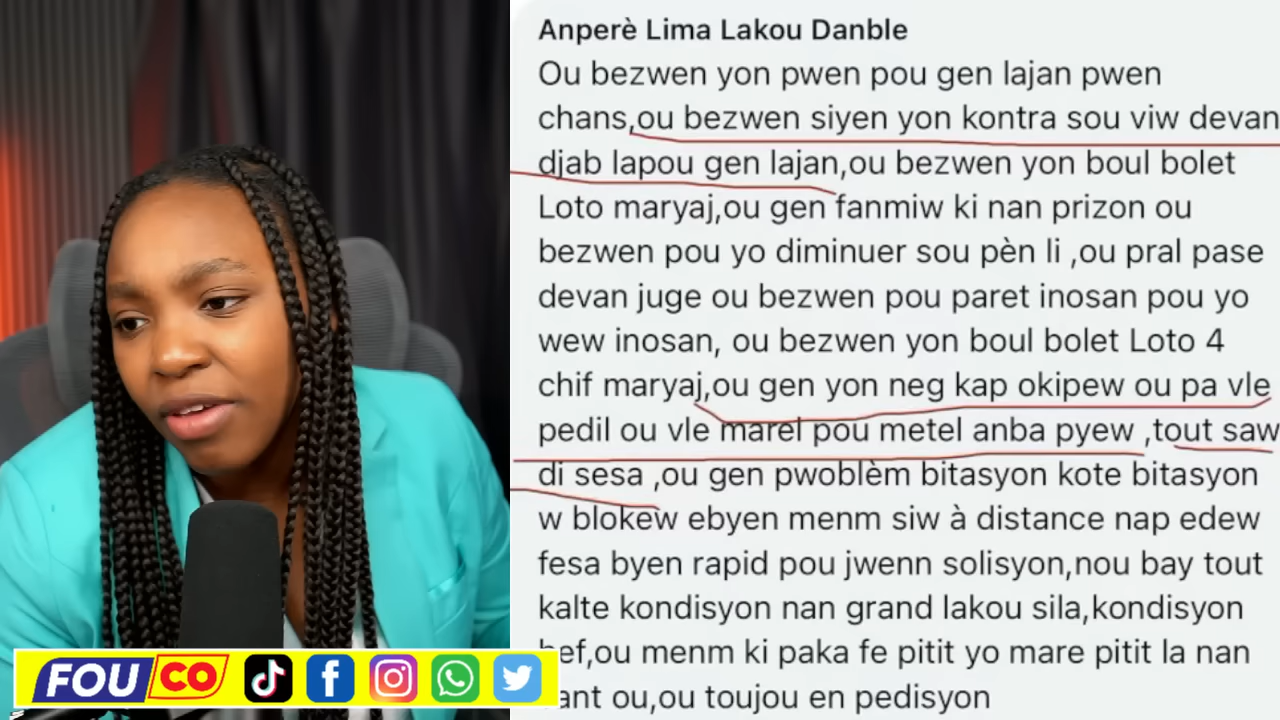 Anperè Lima Lakou Danble
Ou bezwen yon pwen pou gen lajan pwen
chans,ou bezwen siyen yon kontra sou viw devan
djab lapou gen lajan,ou bezwen yon boul bolet
Loto maryaj,ou gen fanmiw ki nan prizon ou
bezwen pou yo diminuer sou pèn li ,ou pral pase
devan juge ou bezwen pou paret inosan pou yo
wew inosan, ou bezwen yon boul bolet Loto 4
chif maryaj,ou gen yon neg kap okipew ou pa vle
pedil ou vle marel pou metel anba pyew ,tout saw
di sesa ,ou gen pwoblèm bitasyon kote bitasyon
w blokew ebyen menm siw à distance nap edew
fesa byen rapid pou jwenn solisyon,nou bay tout
kalte kondisyon nan grand lakou sila,kondisyon
ou menm ki paka fe pitit yo mare pitit la nan
ou,ou toujou en pedisyon
FOUCO